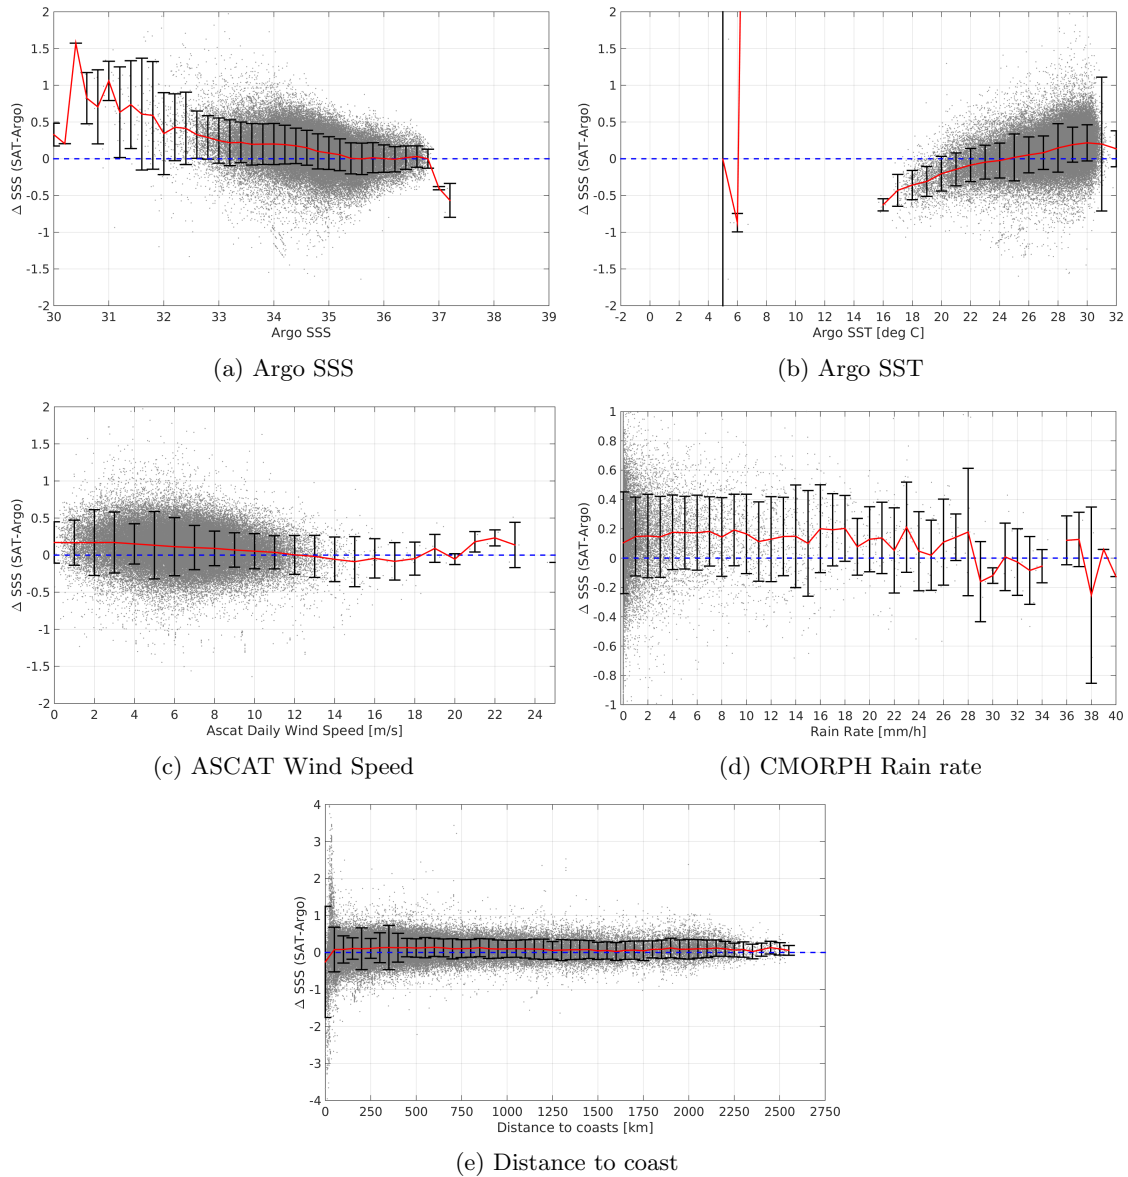 2
1.5
1
0.5
0
-0.5
-1
-1.5
-2
Δ SSS (SAT-Argo)
30 31 32 33 34 35 36 37 38 39
Argo SSS
(a) Argo SSS
2
1.5
1
0.5
0
-0.5
-1
-1.5
-2
Δ SSS (SAT-Argo)
-2 0 2 4 6 8 10 12 14 16 18 20 22 24 26 28 30 32
Argo SST [deg C]
(b) Argo SST
2
1.5
1
0.5
0
-0.5
-1
-1.5
-2
Δ SSS (SAT-Argo)
0 2 4 6 8 10 12 14 16 18 20 22 24
Ascat Daily Wind Speed [m/s]
(c) ASCAT Wind Speed
1
0.8
0.6
0.4
0.2
0
-0.2
-0.4
-0.6
-0.8
-1
Δ SSS (SAT-Argo)
0 2 4 6 8 10 12 14 16 18 20 22 24 26 28 30 32 34 36 38 40
Rain Rate [mm/h]
(d) CMORPH Rain rate
4
3
2
1
0
-1
-2
-3
-4
Δ SSS (SAT-Argo)
0 250 500 750 1000 1250 1500 1750 2000 2250 2500 2750
Distance to coasts [km]
(e) Distance to coast